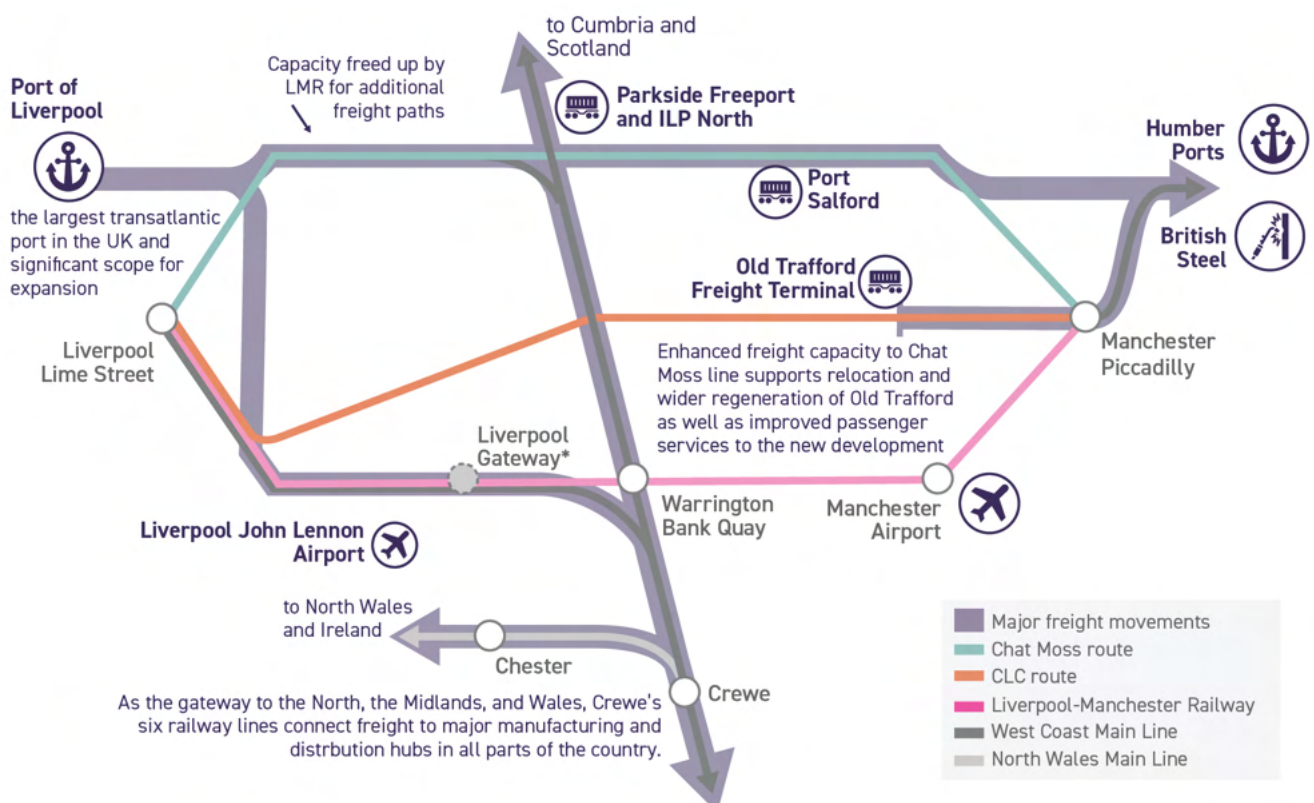 to Cumbria and
Scotland
Capacity freed up by
LMR for additional
freight paths
Port of
Liverpool
Parkside Freeport
and ILP North
Humber
Ports
Port
Salford
the largest transatlantic
port in the UK and
significant scope for
expansion
British
Steel
Old Trafford
Freight Terminal
Liverpool
Lime Street
Manchester
Piccadilly
Enhanced freight capacity to Chat
Moss line supports relocation and
wider regeneration of Old Trafford
as well as improved passenger
services to the new development
Liverpool
Gateway*
Warrington
Bank Quay
Manchester
Airport
Liverpool John Lennon
Airport
to North Wales
and Ireland
Chester
Crewe
As the gateway to the North, the Midlands, and Wales, Crewe's
six railway lines connect freight to major manufacturing and
distrbution hubs in all parts of the country.
Major freight movements
Chat Moss route
CLC route
Liverpool-Manchester Railway
West Coast Main Line
North Wales Main Line